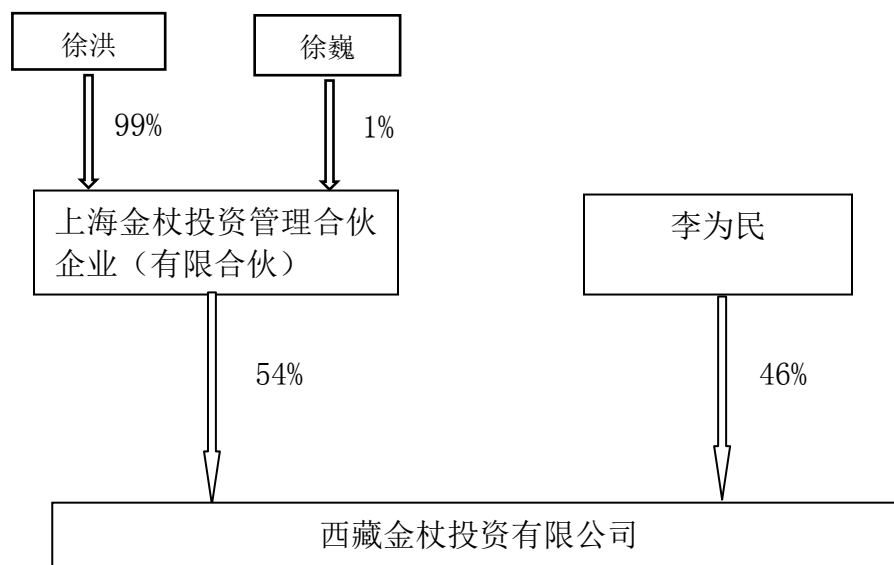 徐洪
徐巍
99%
1%
上海金杖投资管理合伙
企业（有限合伙）
李为民
54%
46%
西藏金杖投资有限公司